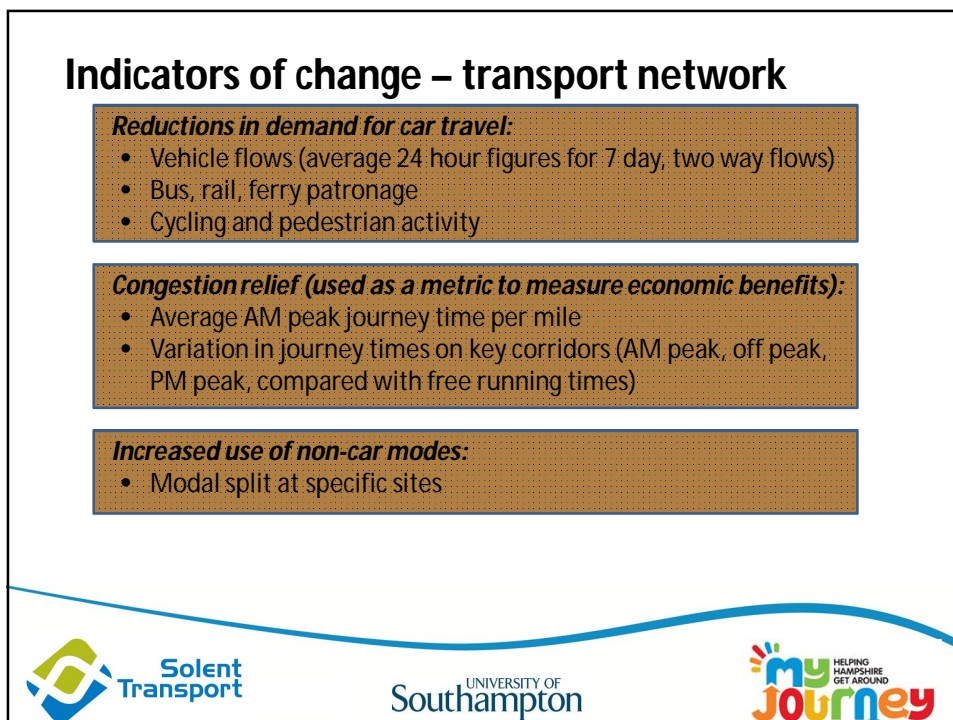 Indicators of change – transport network
Reductions in demand for car travel:
• Vehicle flows (average 24 hour figures for 7 day, two way flows)
• Bus, rail, ferry patronage
• Cycling and pedestrian activity
Congestion relief (used as a metric to measure economic benefits):
• Average AM peak journey time per mile
• Variation in journey times on key corridors (AM peak, off peak,
PM peak, compared with free running times)
Increased use of non-car modes:
• Modal split at specific sites
Solent
Transport
UNIVERSITY OF
Southampton
my
HELPING
HAMPSHIRE
GET AROUND
JOURNEY